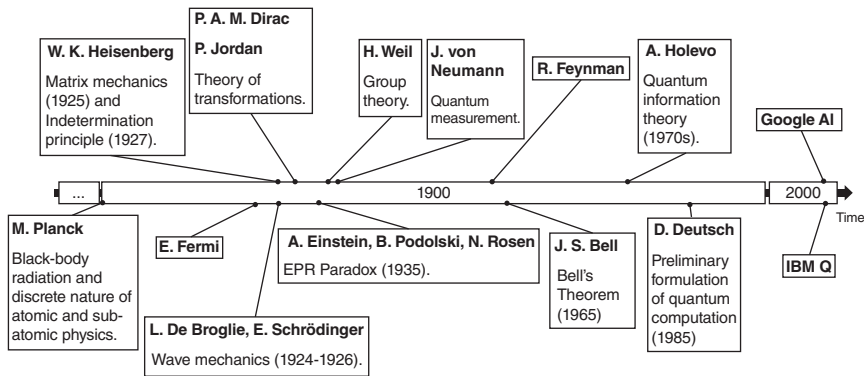 W. K. Heisenberg
Matrix mechanics
(1925) and
Indetermination
principle (1927).
P. A. M. Dirac
P. Jordan
Theory of
transformations.
H. Weil
Group
theory.
J. von
Neumann
Quantum
measurement.
R. Feynman
A. Holevo
Quantum
information
theory
(1970s).
Google AI
...
1900
2000
Time
M. Planck
Black-body
radiation and
discrete nature of
atomic and sub-
atomic physics.
E. Fermi
L. De Broglie, E. Schrödinger
Wave mechanics (1924-1926).
A. Einstein, B. Podolski, N. Rosen
EPR Paradox (1935).
J. S. Bell
Bell's
Theorem
(1965)
D. Deutsch
Preliminary
formulation
of quantum
computation
(1985)
IBM Q